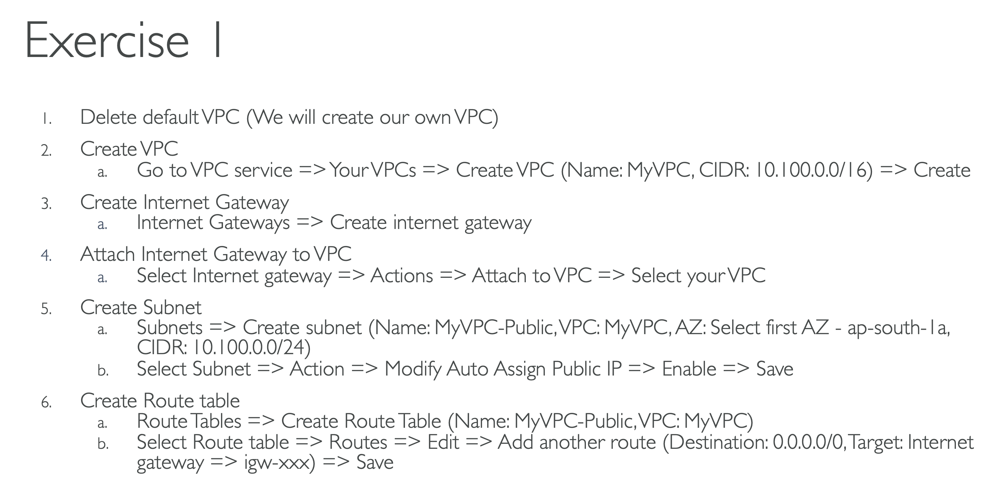 Exercise 1
1. Delete default VPC (We will create our own VPC)
2. Create VPC
a. Go to VPC service => Your VPCs => Create VPC (Name: MyVPC, CIDR: 10.100.0.0/16) => Create
3. Create Internet Gateway
a. Internet Gateways => Create internet gateway
4. Attach Internet Gateway to VPC
a. Select Internet gateway => Actions => Attach to VPC => Select your VPC
5. Create Subnet
a. Subnets => Create subnet (Name: MyVPC-Public, VPC: MyVPC, AZ: Select first AZ - ap-south-1a,
CIDR: 10.100.0.0/24)
b. Select Subnet => Action => Modify Auto Assign Public IP => Enable => Save
6. Create Route table
a. Route Tables => Create Route Table (Name: MyVPC-Public, VPC: MyVPC)
b. Select Route table => Routes => Edit => Add another route (Destination: 0.0.0.0/0, Target: Internet
gateway => igw-xxx) => Save